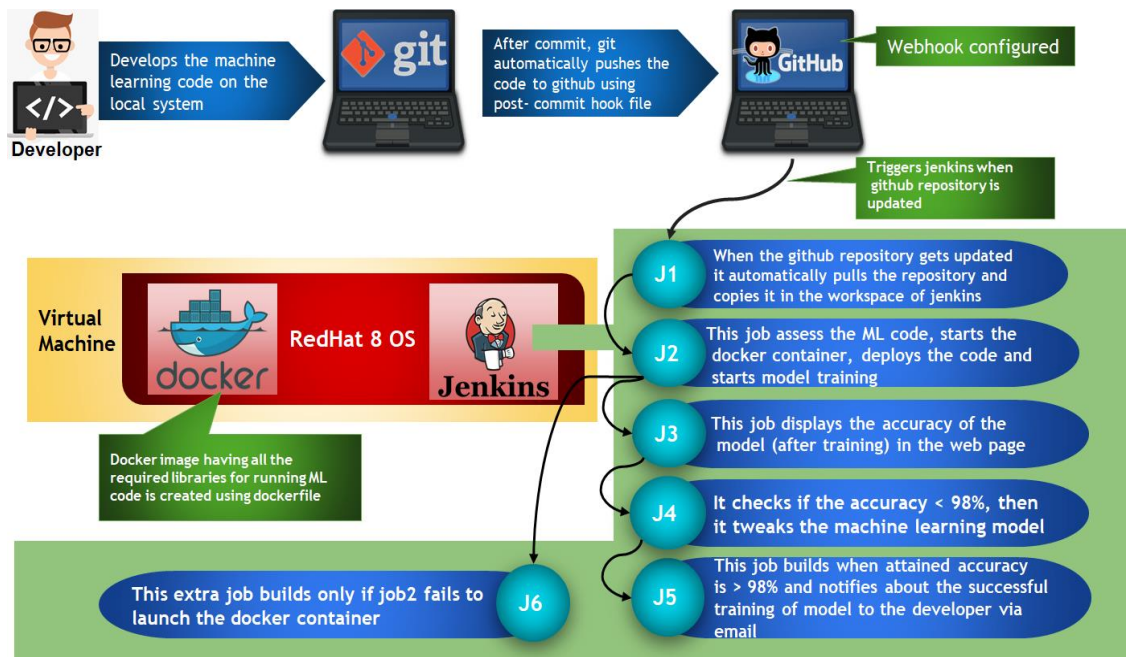 Develops the machine
learning code on the
local system
</>
Developer
git
After commit, git
automatically pushes the
code to github using
post- commit hook file
GitHub
Webhook configured
Triggers jenkins when
github repository is
updated
Virtual
Machine
docker
RedHat 8 OS
Jenkins
Docker image having all the
required libraries for running ML
code is created using dockerfile
J1
When the github repository gets updated
it automatically pulls the repository and
copies it in the workspace of jenkins
J2
This job assess the ML code, starts the
docker container, deploys the code and
starts model training
J3
This job displays the accuracy of the
model (after training) in the web page
J4
It checks if the accuracy < 98%, then
it tweaks the machine learning model
J5
This job builds when attained accuracy
is > 98% and notifies about the successful
training of model to the developer via
email
This extra job builds only if job2 fails to
launch the docker container
J6